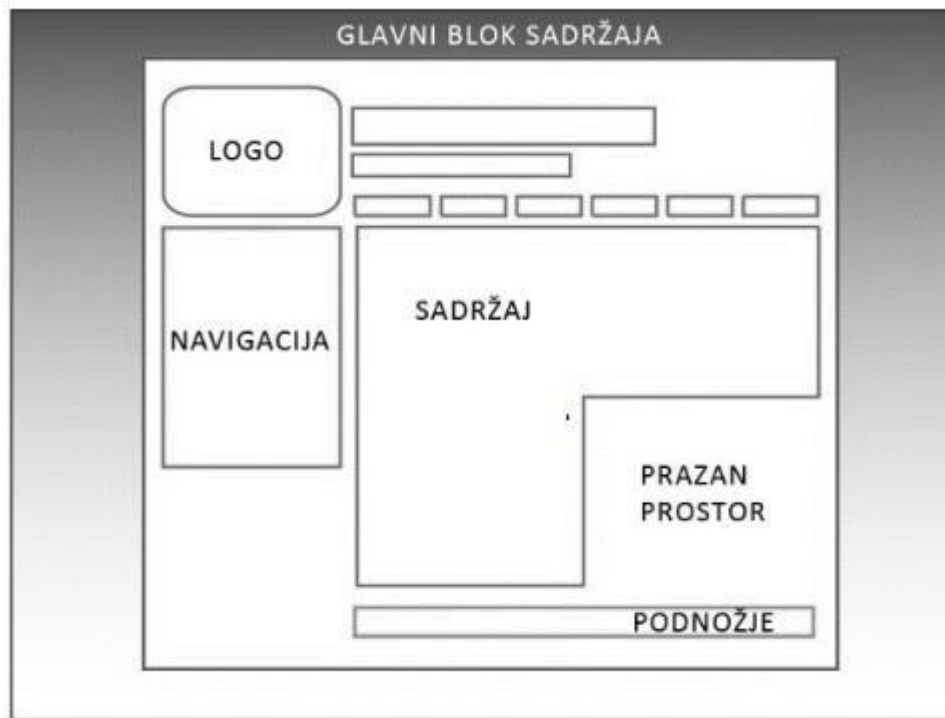 GLAVNI BLOK SADRŽAJA
LOGO
NAVIGACIJA
SADRŽAJ
PRAZAN
PROSTOR
PODNOŽJE